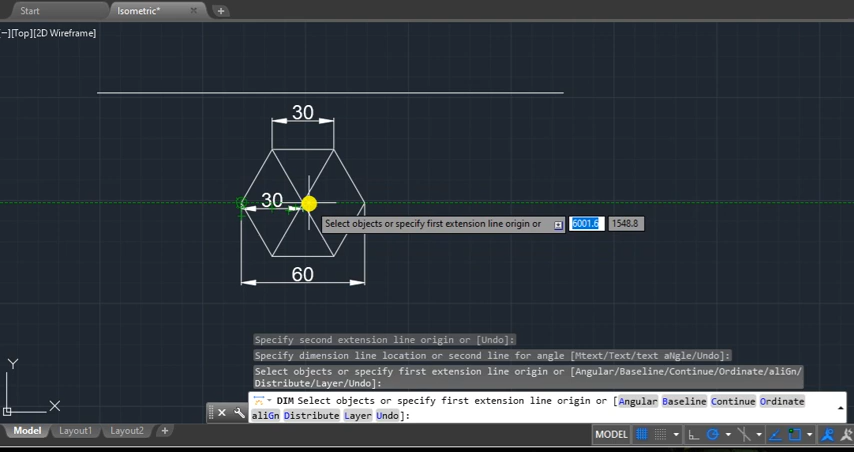 Start
Isometric*
[−][Top][2D Wireframe]
30
30
60
Select objects or specify first extension line origin or 6001.6 1548.8
Specify second extension line origin or [Undo]:
Specify dimension line location or second line for angle [Mtext/Text/text aNgle/Undo]:
Select objects or specify first extension line origin or [Angular/Baseline/Continue/Ordinate/aliGn/
Distribute/Layer/Undo]:
DIM Select objects or specify first extension line origin or [Angular Baseline Continue Ordinate
aliGn Distribute Layer Undo]:
Y
X
Model Layout1 Layout2 +
MODEL